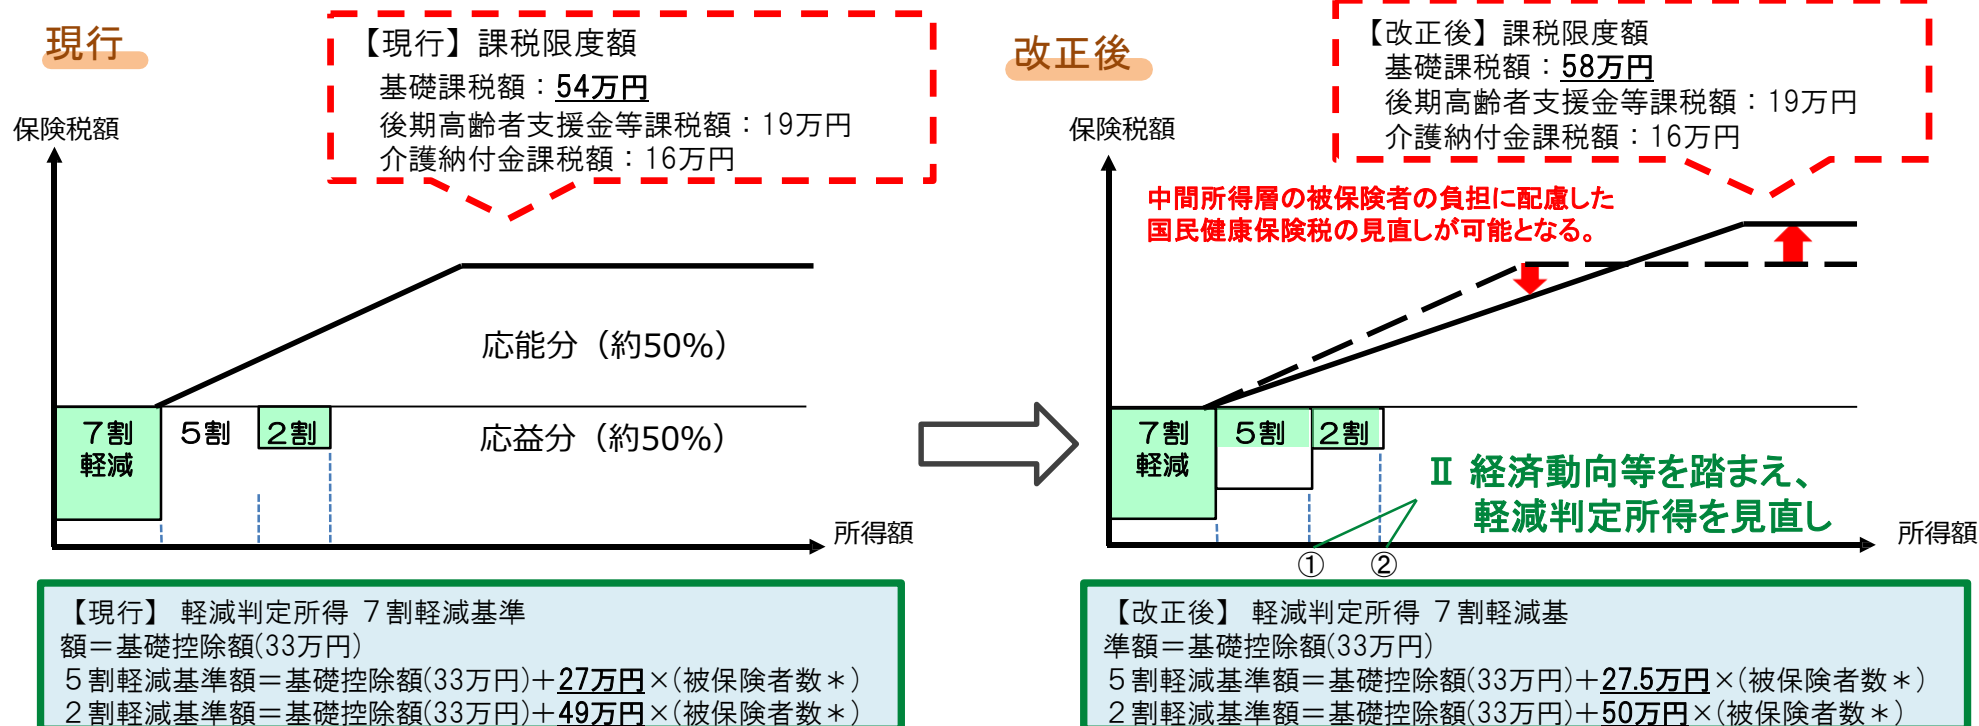 現行
【現行】課税限度額
基礎課税額：54万円
後期高齢者支援金等課税額：19万円
介護納付金課税額：16万円
保険税額
応能分（約50%）
7割
軽減
5割
2割
応益分（約50%）
所得額
【現行】 軽減判定所得 7割軽減基準
額＝基礎控除額(33万円)
5割軽減基準額＝基礎控除額(33万円)＋27万円×(被保険者数＊)
2割軽減基準額＝基礎控除額(33万円)＋49万円×(被保険者数＊)
改正後
【改正後】課税限度額
基礎課税額：58万円
後期高齢者支援金等課税額：19万円
介護納付金課税額：16万円
保険税額
中間所得層の被保険者の負担に配慮した
国民健康保険税の見直しが可能となる。
7割
軽減
5割
2割
Ⅱ 経済動向等を踏まえ、
軽減判定所得を見直し
所得額
① ②
【改正後】 軽減判定所得 7割軽減基
準額＝基礎控除額(33万円)
5割軽減基準額＝基礎控除額(33万円)＋27.5万円×(被保険者数＊)
2割軽減基準額＝基礎控除額(33万円)＋50万円×(被保険者数＊)